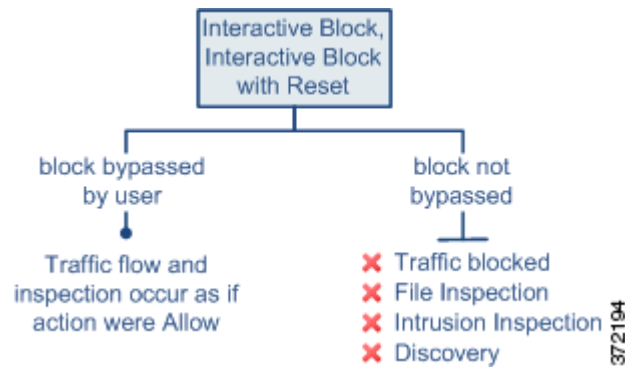 Interactive Block,
Interactive Block
with Reset
block bypassed
by user
block not
bypassed
Traffic flow and
inspection occur as if
action were Allow
Traffic blocked
File Inspection
Intrusion Inspection
Discovery
372194